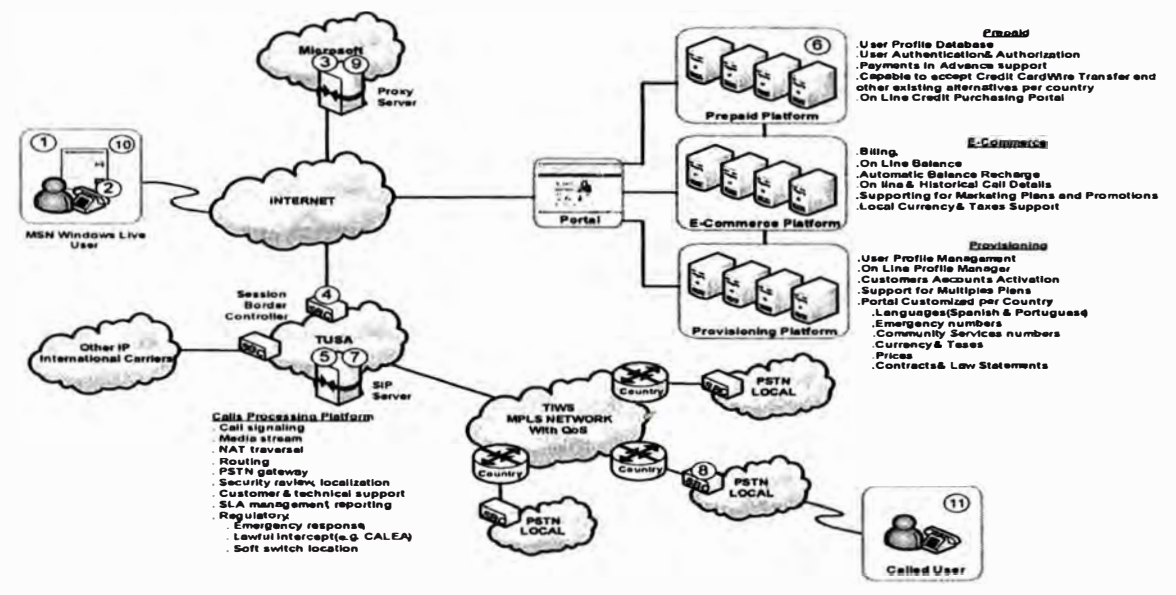 Microsoft
3
9
Proxy
Server
1
10
2
MSN Windows Live
User
INTERNET
Portal
6
Prepaid Platform
E-Commerce Platform
Provisioning Platform
Prepaid
.User Profile Database
.User Authentication& Authorization
.Payments In Advance support
.Capable to accept Credit CardWire Transfer and
other existing alternatives per country
.On Line Credit Purchasing Portal
E-Commerce
.Billing,
.On Line Balance
.Automatic Balance Recharge
.On line & Historical Call Details
.Supporting for Marketing Plans and Promotions
.Local Currency& Taxes Support
Provisioning
.User Profile Management
.On Line Profile Manager
.Customers Accounts Activation
.Support for Multiples Plans
.Portal Customized per Country
.Languages(Spanish & Portuguese)
.Emergency numbers
.Community Services numbers
.Currency& Taxes
.Prices
.Contracts& Law Statements
Session
Border
Controller
4
SBC
Other IP
International Carriers
SBC
TUSA
5
7
SIP
Server
Calls Processing Platform
. Call signaling
. Media stream
. NAT traversal
. Routing
. PSTN gateway
. Security review, localization
. Customer & technical support
. SLA management, reporting
. Regulatory
. Emergency response,
. Lawful intercept(e.g. CALEA)
. Soft switch location
TIWS
MPLS NETWORK
With QoS
Country
SBC
PSTN
LOCAL
Country
8
SBC
PSTN
LOCAL
Country
SBC
PSTN
LOCAL
11
Called User